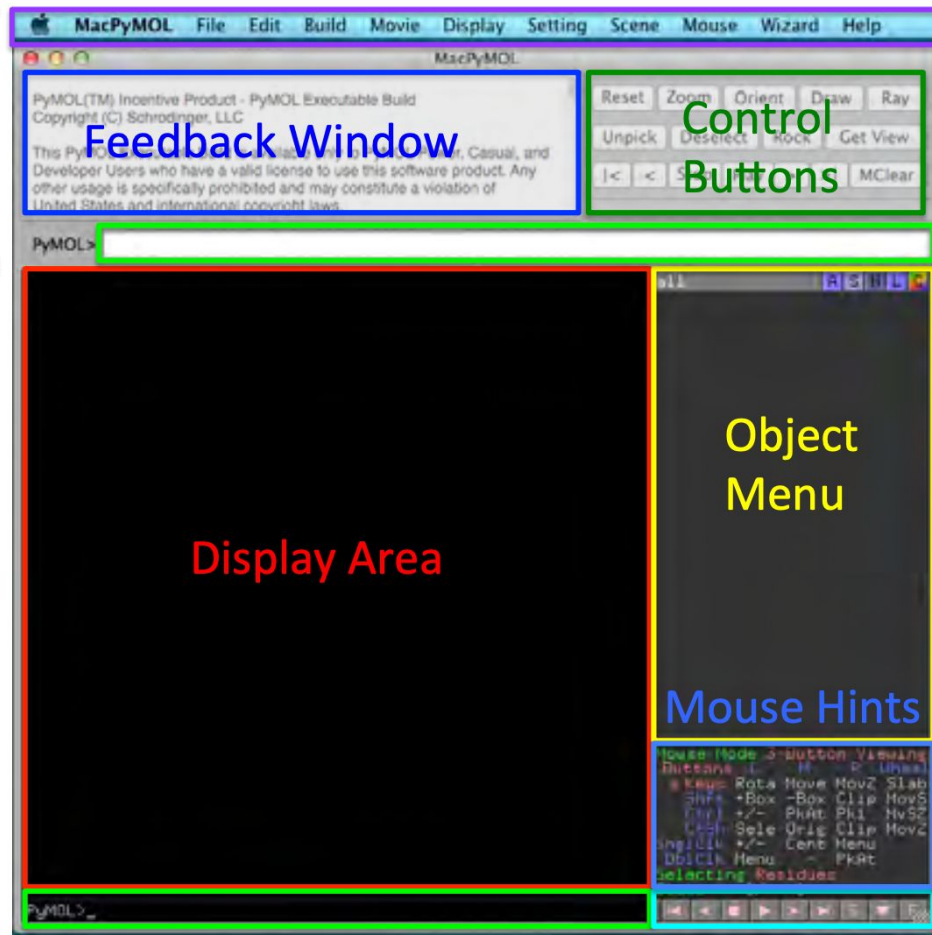 MacPyMOL File Edit Build Movie Display Setting Scene Mouse Wizard Help
MacPyMOL
PyMOL(TM) Incentive Product - PyMOL Executable Build
Copyright (C) Schrodinger, LLC
Feedback Window
This
Casual, and
Developer Users who have a valid license to use this software product. Any
other usage is specifically prohibited and may constitute a violation of
United States and international copyright laws.
Reset Zoom Orient Draw Ray
Control
Unpick Deselect Rock Get View
Buttons
|< < MClear
PyMOL>
all A S H L C
Object
Menu
Display Area
Mouse Hints
Mouse Mode 3-Button Viewing
Buttons L M R Wheel
& Keys Rota Move MovZ Slab
Shft +Box -Box Clip MovS
Ctrl +/- PkAt Pk1 MvSZ
CtSh Sele Orig Clip MovZ
SnglClk +/- Cent Menu
DblClk Menu - PkAt
Selecting Residues
PyMOL>_